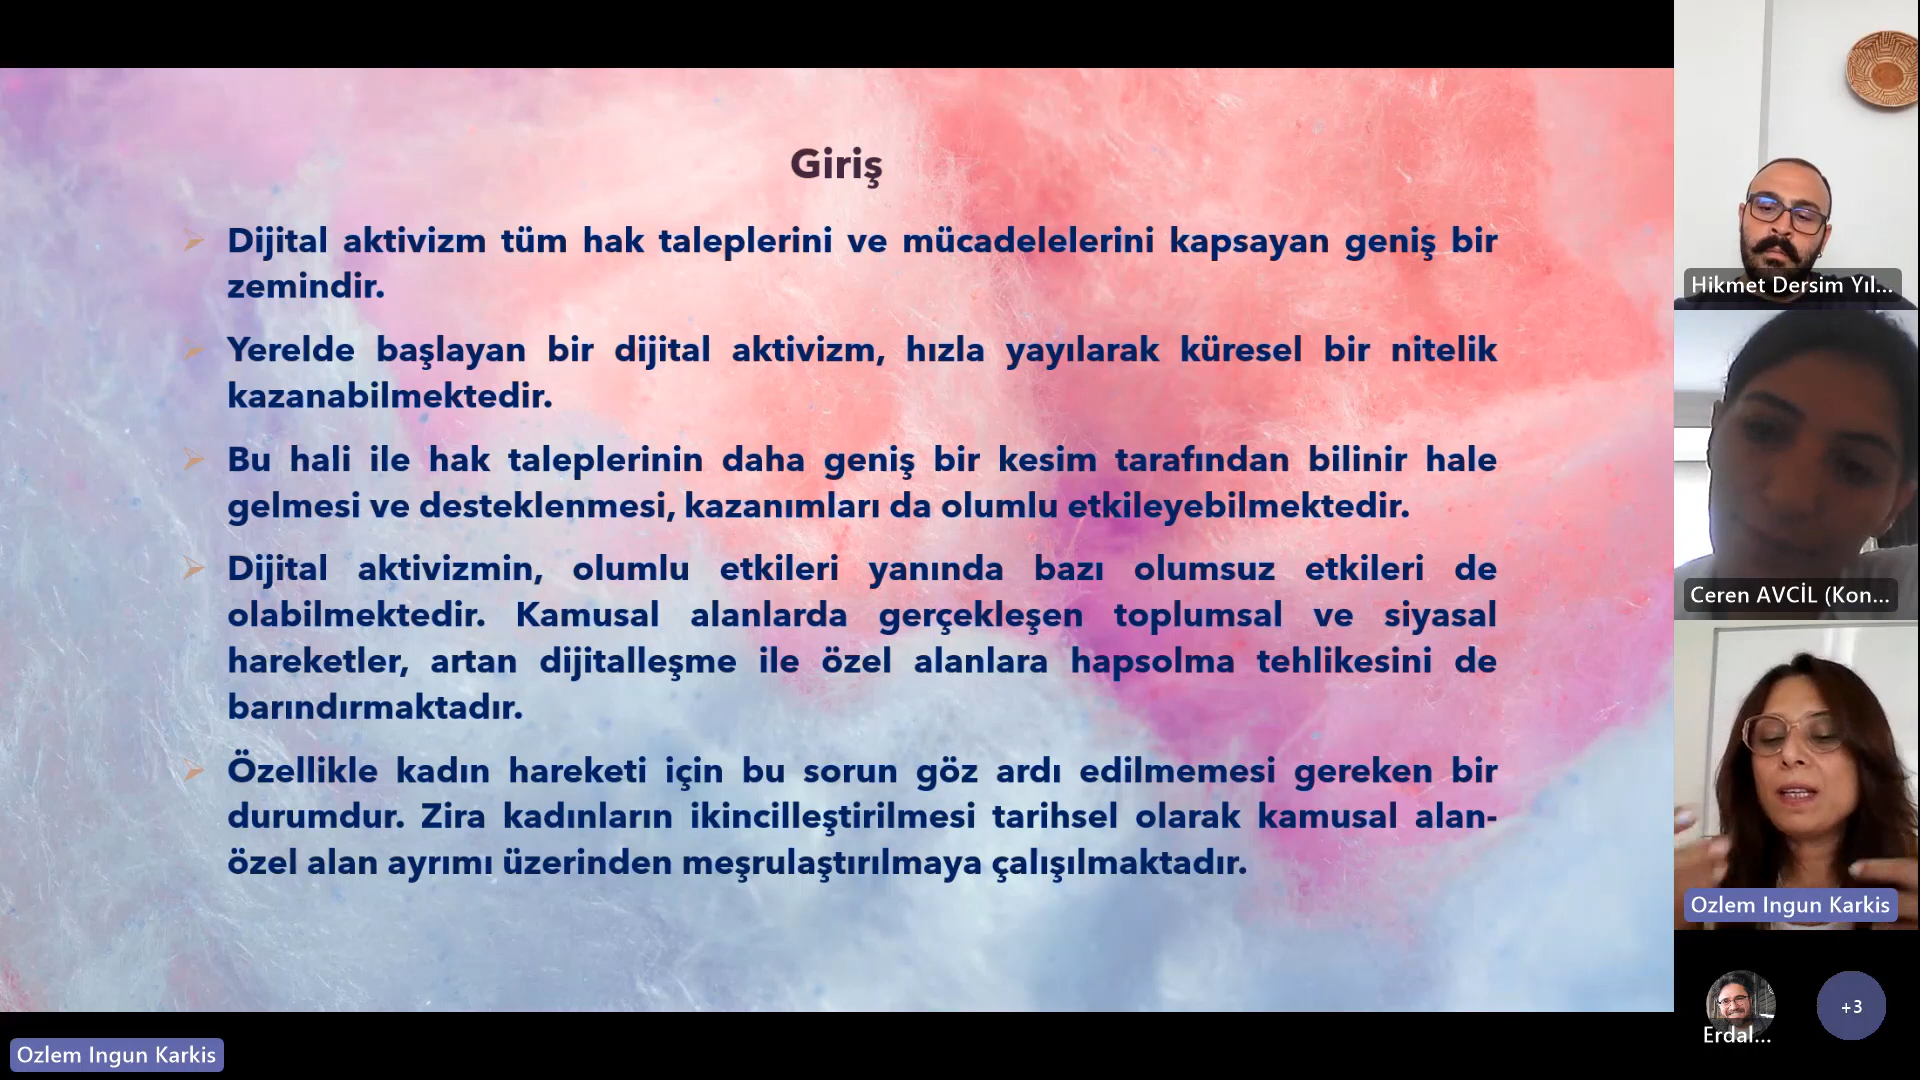 Giriş
Dijital aktivizm tüm hak taleplerini ve mücadelelerini kapsayan geniş bir
zemindir.
Yerelde başlayan bir dijital aktivizm, hızla yayılarak küresel bir nitelik
kazanabilmektedir.
Bu hali ile hak taleplerinin daha geniş bir kesim tarafından bilinir hale
gelmesi ve desteklenmesi, kazanımları da olumlu etkileyebilmektedir.
Dijital aktivizmin, olumlu etkileri yanında bazı olumsuz etkileri de
olabilmektedir. Kamusal alanlarda gerçekleşen toplumsal ve siyasal
hareketler, artan dijitalleşme ile özel alanlara hapsolma tehlikesini de
barındırmaktadır.
Özellikle kadın hareketi için bu sorun göz ardı edilmemesi gereken bir
durumdur. Zira kadınların ikincilleştirilmesi tarihsel olarak kamusal alan-
özel alan ayrımı üzerinden meşrulaştırılmaya çalışılmaktadır.
Hikmet Dersim Yıl...
Ceren AVCİL (Kon...
Ozlem Ingun Karkis
Erdal...
+3
Ozlem Ingun Karkis